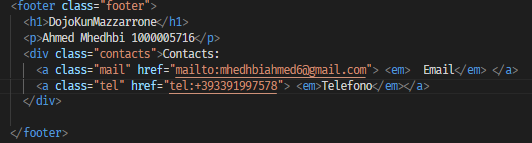 <footer class="footer">
<h1>DojoKunMazzarrone</h1>
<p>Ahmed Mhedhbi 1000005716</p>
<div class="contacts">Contacts:
<a class="mail" href="mailto:mhedhbiahmed6@gmail.com"> <em>  Email</em> </a>
<a class="tel" href="tel:+393391997578"> <em>Telefono</em></a>
</div>
</footer>